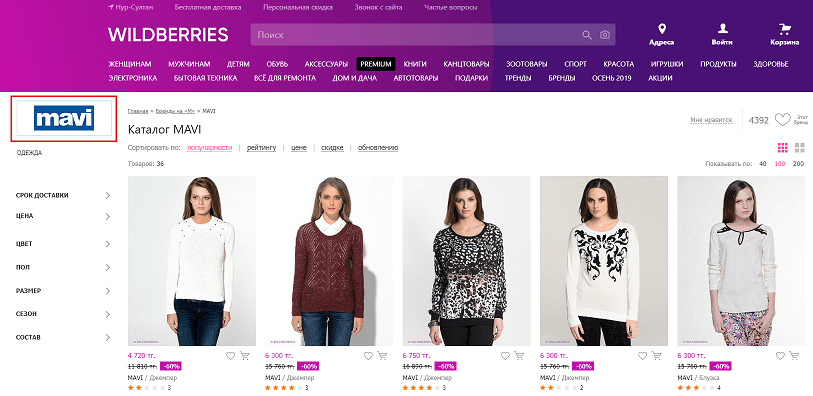 Нур-Султан Бесплатная доставка Персональная скидка Звонок с сайта Частые вопросы
WILDBERRIES Поиск Адреса Войти Корзина
ЖЕНЩИНАМ МУЖЧИНАМ ДЕТЯМ ОБУВЬ АКСЕССУАРЫ PREMIUM КНИГИ КАНЦТОВАРЫ ЗООТОВАРЫ СПОРТ КРАСОТА ИГРУШКИ ПРОДУКТЫ ЗДОРОВЬЕ
ЭЛЕКТРОНИКА БЫТОВАЯ ТЕХНИКА ВСЁ ДЛЯ РЕМОНТА ДОМ И ДАЧА АВТОТОВАРЫ ПОДАРКИ ТРЕНДЫ БРЕНДЫ ОСЕНЬ 2019 АКЦИИ
mavi
ОДЕЖДА
СРОК ДОСТАВКИ
ЦЕНА
ЦВЕТ
ПОЛ
РАЗМЕР
СЕЗОН
СОСТАВ
Главная > Бренды на «M» > MAVI
Каталог MAVI
Мне нравится 4392 Этот бренд
Сортировать по: популярности | рейтингу | цене | скидке | обновлению
Товаров: 36 Показывать по: 40 100 200
4 720 тг. 6 300 тг. 6 750 тг. 6 300 тг. 6 300 тг.
11 810 тг. -60% 15 760 тг. -60% 16 890 тг. -60% 15 760 тг. -60% 15 760 тг. -60%
MAVI / Джемпер MAVI / Джемпер MAVI / Джемпер MAVI / Джемпер MAVI / Блузка
3 3 3 2 4